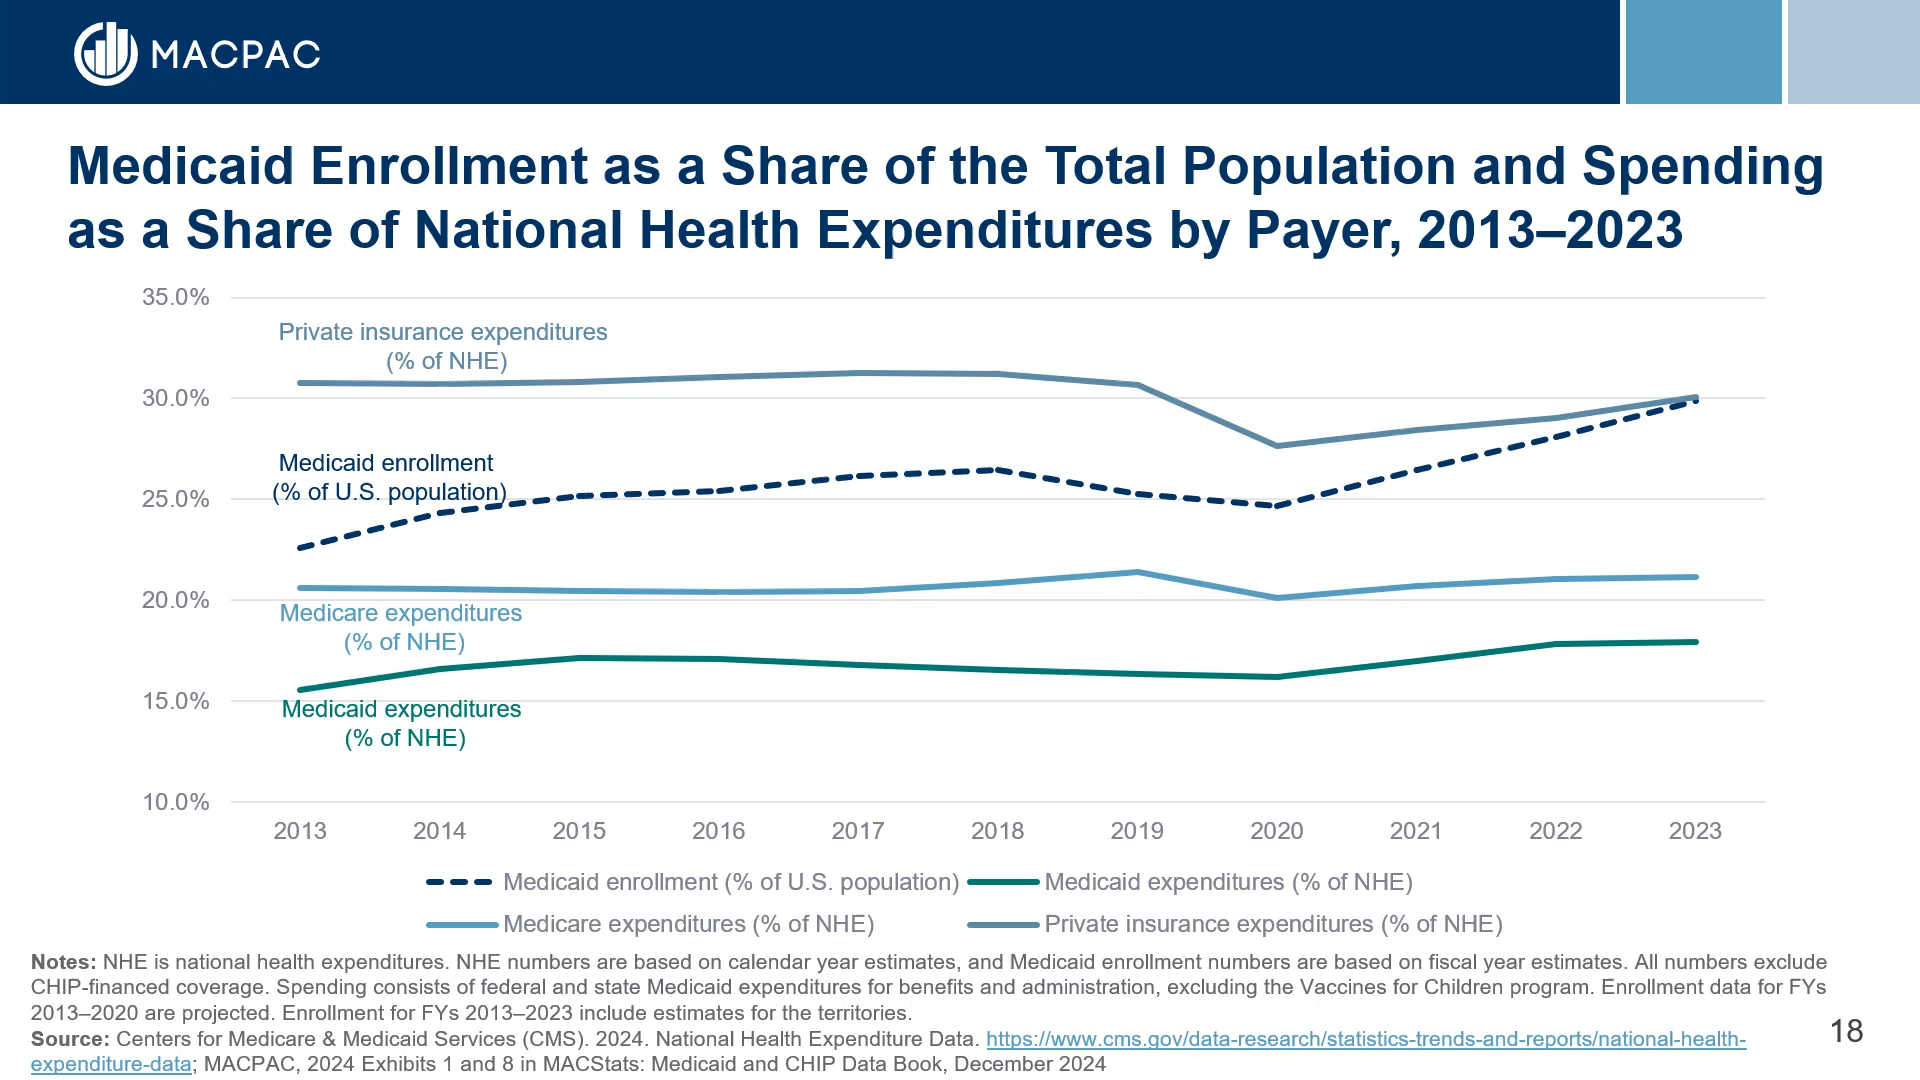 MACPAC
Medicaid Enrollment as a Share of the Total Population and Spending
as a Share of National Health Expenditures by Payer, 2013–2023
35.0%
30.0%
25.0%
20.0%
15.0%
10.0%
Private insurance expenditures
(% of NHE)
Medicaid enrollment
(% of U.S. population)
Medicare expenditures
(% of NHE)
Medicaid expenditures
(% of NHE)
2013 2014 2015 2016 2017 2018 2019 2020 2021 2022 2023
Medicaid enrollment (% of U.S. population) Medicaid expenditures (% of NHE)
Medicare expenditures (% of NHE) Private insurance expenditures (% of NHE)
Notes: NHE is national health expenditures. NHE numbers are based on calendar year estimates, and Medicaid enrollment numbers are based on fiscal year estimates. All numbers exclude
CHIP-financed coverage. Spending consists of federal and state Medicaid expenditures for benefits and administration, excluding the Vaccines for Children program. Enrollment data for FYs
2013–2020 are projected. Enrollment for FYs 2013–2023 include estimates for the territories.
Source: Centers for Medicare & Medicaid Services (CMS). 2024. National Health Expenditure Data. https://www.cms.gov/data-research/statistics-trends-and-reports/national-health-
expenditure-data; MACPAC, 2024 Exhibits 1 and 8 in MACStats: Medicaid and CHIP Data Book, December 2024
18